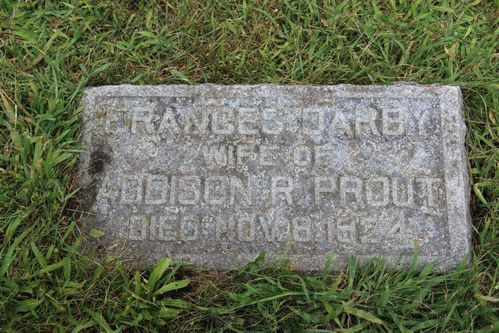 FRANCES DARBY
WIFE OF
ADDISON R. PROUT
DIED NOV. 8 1924